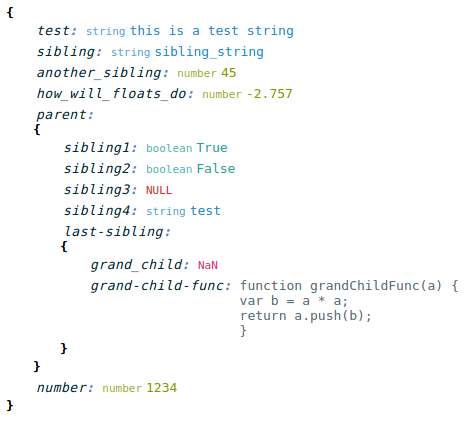 {
test: string this is a test string
sibling: string sibling_string
another_sibling: number 45
how_will_floats_do: number -2.757
parent:
{
sibling1: boolean True
sibling2: boolean False
sibling3: NULL
sibling4: string test
last-sibling:
{
grand_child: NaN
grand-child-func: function grandChildFunc(a) {
var b = a * a;
return a.push(b);
}
}
}
number: number 1234
}